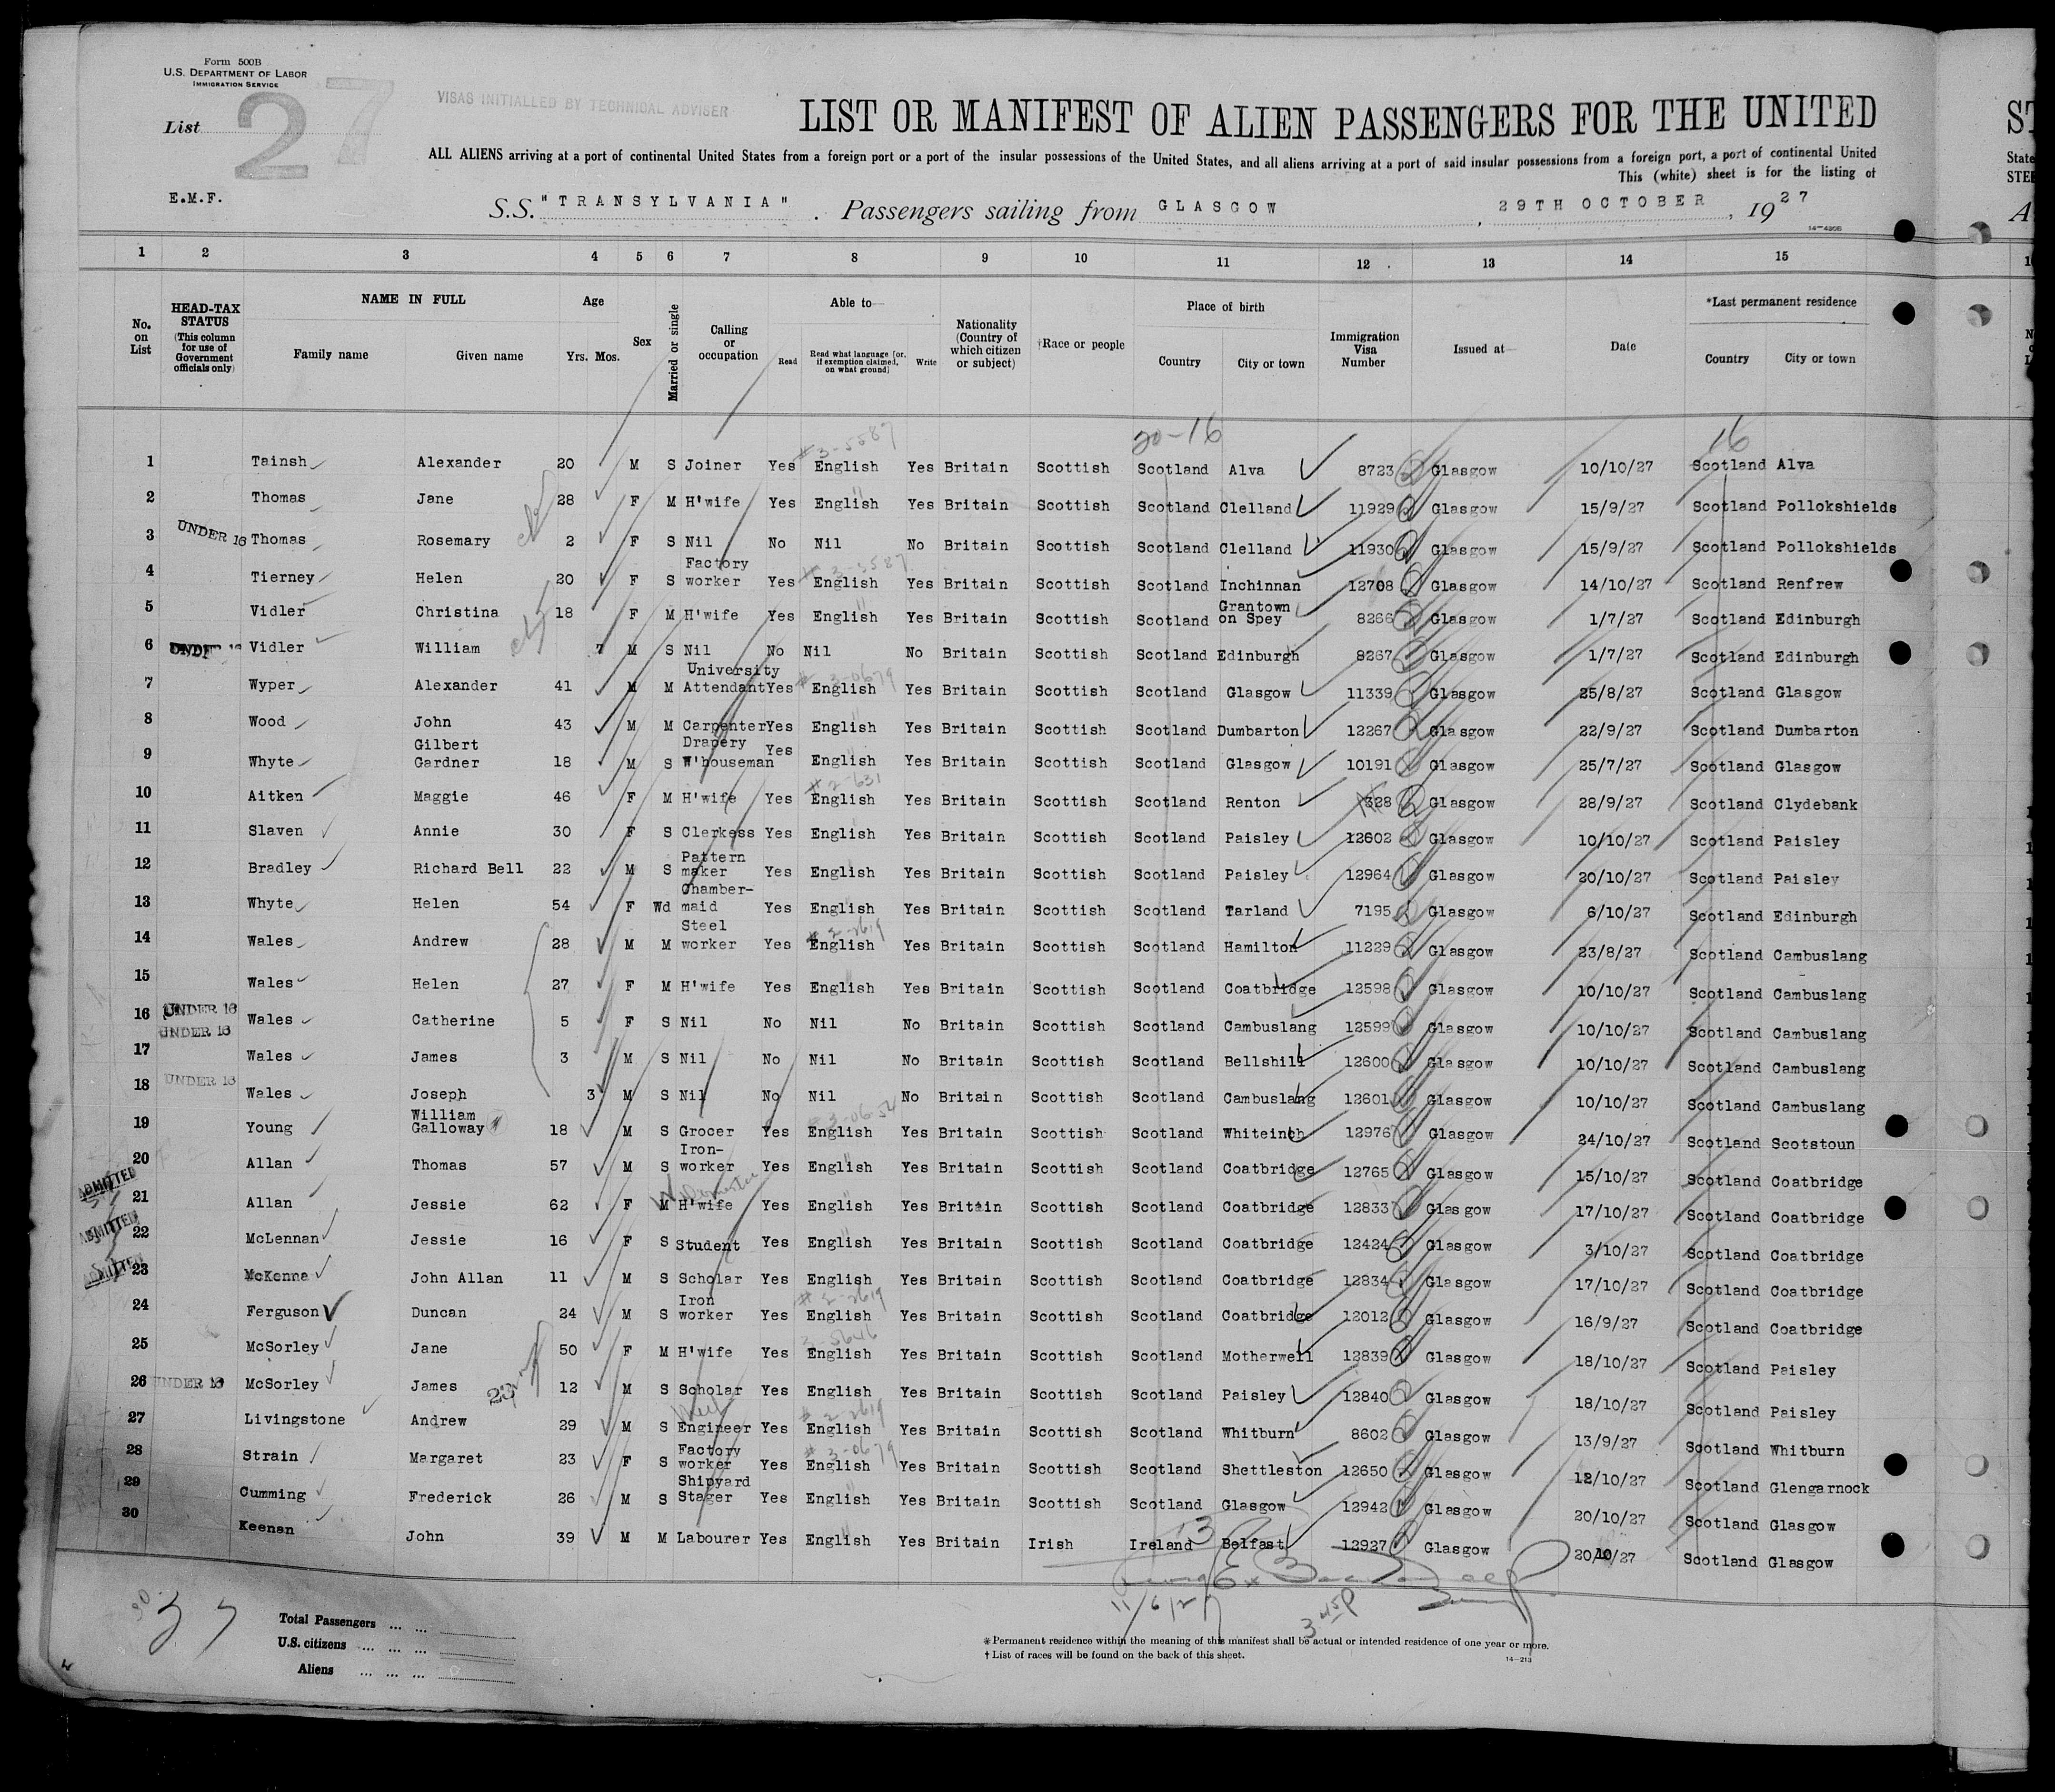 Form 500B
U.S. DEPARTMENT OF LABOR
IMMIGRATION SERVICE
27
VISAS INITIALLED BY TECHNICAL ADVISER
List
E.M.F.
LIST OR MANIFEST OF ALIEN PASSENGERS FOR THE UNITED
ALL ALIENS arriving at a port of continental United States from a foreign port or a port of the insular possessions of the United States, and all aliens arriving at a port of said insular possessions from a foreign port, a port of continental United
This (white) sheet is for the listing of
S.S. "TRANSYLVANIA" . Passengers sailing from GLASGOW , 29TH OCTOBER , 1927
1 2 3 4 5 6 7 8 9 10 11 12 13 14 15
No. on List
HEAD-TAX STATUS (This column for use of Government officials only)
NAME IN FULL Family name Given name
Age Yrs. Mos.
Sex
Married or single
Calling or occupation
Able to Read Read what language [or, if exemption claimed, on what ground] Write
Nationality (Country of which citizen or subject)
†Race or people
Place of birth Country City or town
Immigration Visa Number
Issued at
Date
*Last permanent residence Country City or town
20-16 16
1 Tainsh Alexander 20 M S Joiner Yes English Yes Britain Scottish Scotland Alva 8723 Glasgow 10/10/27 Scotland Alva
2 Thomas Jane 28 F M H'wife Yes English Yes Britain Scottish Scotland Clelland 11929 Glasgow 15/9/27 Scotland Pollokshields
3 UNDER 16 Thomas Rosemary 2 F S Nil No Nil No Britain Scottish Scotland Clelland 11930 Glasgow 15/9/27 Scotland Pollokshields
4 Tierney Helen 20 F S Factory worker Yes English Yes Britain Scottish Scotland Inchinnan 12708 Glasgow 14/10/27 Scotland Renfrew
5 Vidler Christina 18 F M H'wife Yes English Yes Britain Scottish Scotland Grantown on Spey 8266 Glasgow 1/7/27 Scotland Edinburgh
6 UNDER 16 Vidler William 7 M S Nil No Nil No Britain Scottish Scotland Edinburgh 8267 Glasgow 1/7/27 Scotland Edinburgh
7 Wyper Alexander 41 M M University Attendant Yes English Yes Britain Scottish Scotland Glasgow 11339 Glasgow 25/8/27 Scotland Glasgow
8 Wood John 43 M M Carpenter Yes English Yes Britain Scottish Scotland Dumbarton 12267 Glasgow 22/9/27 Scotland Dumbarton
9 Whyte Gilbert Gardner 18 M S Drapery W'houseman Yes English Yes Britain Scottish Scotland Glasgow 10191 Glasgow 25/7/27 Scotland Glasgow
10 Aitken Maggie 46 F M H'wife Yes English Yes Britain Scottish Scotland Renton 328 Glasgow 28/9/27 Scotland Clydebank
11 Slaven Annie 30 F S Clerkess Yes English Yes Britain Scottish Scotland Paisley 12602 Glasgow 10/10/27 Scotland Paisley
12 Bradley Richard Bell 22 M S Pattern maker Yes English Yes Britain Scottish Scotland Paisley 12964 Glasgow 20/10/27 Scotland Paisley
13 Whyte Helen 54 F Wd Chamber-maid Yes English Yes Britain Scottish Scotland Tarland 7195 Glasgow 6/10/27 Scotland Edinburgh
14 Wales Andrew 28 M M Steel worker Yes English Yes Britain Scottish Scotland Hamilton 11229 Glasgow 23/8/27 Scotland Cambuslang
15 Wales Helen 27 F M H'wife Yes English Yes Britain Scottish Scotland Coatbridge 12598 Glasgow 10/10/27 Scotland Cambuslang
16 UNDER 16 Wales Catherine 5 F S Nil No Nil No Britain Scottish Scotland Cambuslang 12599 Glasgow 10/10/27 Scotland Cambuslang
17 UNDER 16 Wales James 3 M S Nil No Nil No Britain Scottish Scotland Bellshill 12600 Glasgow 10/10/27 Scotland Cambuslang
18 UNDER 16 Wales Joseph 3 M S Nil No Nil No Britain Scottish Scotland Cambuslang 12601 Glasgow 10/10/27 Scotland Cambuslang
19 Young William Galloway 18 M S Grocer Yes English Yes Britain Scottish Scotland Whiteinch 12976 Glasgow 24/10/27 Scotland Scotstoun
20 Allan Thomas 57 M S Iron-worker Yes English Yes Britain Scottish Scotland Coatbridge 12765 Glasgow 15/10/27 Scotland Coatbridge
21 ADMITTED Allan Jessie 62 F M H'wife Yes English Yes Britain Scottish Scotland Coatbridge 12833 Glasgow 17/10/27 Scotland Coatbridge
22 ADMITTED McLennan Jessie 16 F S Student Yes English Yes Britain Scottish Scotland Coatbridge 12424 Glasgow 3/10/27 Scotland Coatbridge
23 ADMITTED McKenna John Allan 11 M S Scholar Yes English Yes Britain Scottish Scotland Coatbridge 12834 Glasgow 17/10/27 Scotland Coatbridge
24 Ferguson Duncan 24 M S Iron worker Yes English Yes Britain Scottish Scotland Coatbridge 12012 Glasgow 16/9/27 Scotland Coatbridge
25 McSorley Jane 50 F M H'wife Yes English Yes Britain Scottish Scotland Motherwell 12839 Glasgow 18/10/27 Scotland Paisley
26 UNDER 16 McSorley James 12 M S Scholar Yes English Yes Britain Scottish Scotland Paisley 12840 Glasgow 18/10/27 Scotland Paisley
27 Livingstone Andrew 29 M S Engineer Yes English Yes Britain Scottish Scotland Whitburn 8602 Glasgow 13/9/27 Scotland Whitburn
28 Strain Margaret 23 F S Factory worker Yes English Yes Britain Scottish Scotland Shettleston 12650 Glasgow 12/10/27 Scotland Glengarnock
29 Cumming Frederick 26 M S Shipyard Stager Yes English Yes Britain Scottish Scotland Glasgow 12942 Glasgow 20/10/27 Scotland Glasgow
30 Keenan John 39 M M Labourer Yes English Yes Britain Irish Ireland Belfast 12927 Glasgow 20/10/27 Scotland Glasgow
11/6/27
Total Passengers ... ...
U.S. citizens ... ... ...
Aliens ... ... ...
*Permanent residence within the meaning of this manifest shall be actual or intended residence of one year or more.
†List of races will be found on the back of this sheet.
14-213